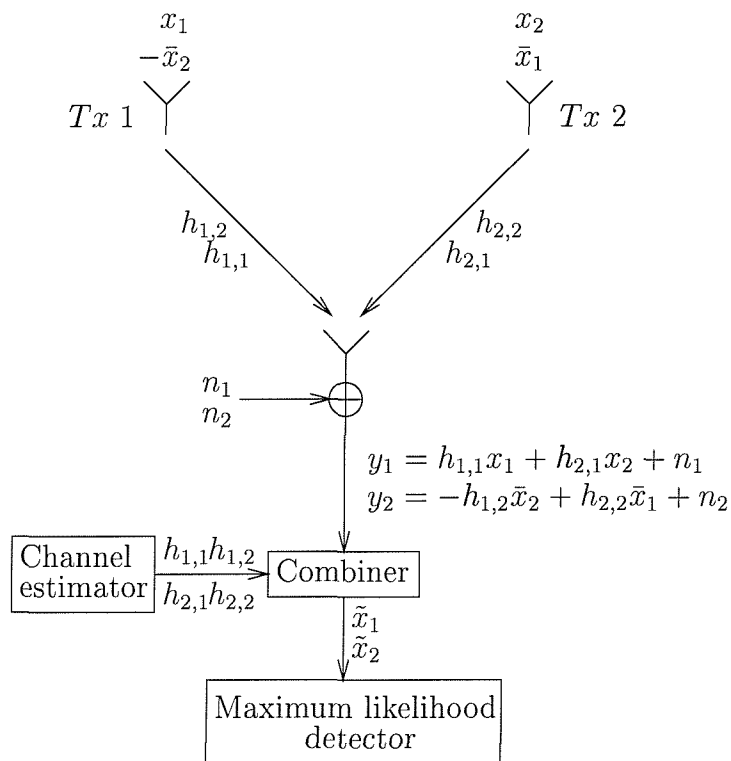 x₁ x₂
−x̄₂ x̄₁
Tx 1 Tx 2
h₁,₂ h₂,₂
h₁,₁ h₂,₁
n₁
n₂
y₁ = h₁,₁x₁ + h₂,₁x₂ + n₁
y₂ = −h₁,₂x̄₂ + h₂,₂x̄₁ + n₂
Channel
estimator
h₁,₁h₁,₂
h₂,₁h₂,₂
Combiner
x̃₁
x̃₂
Maximum likelihood
detector